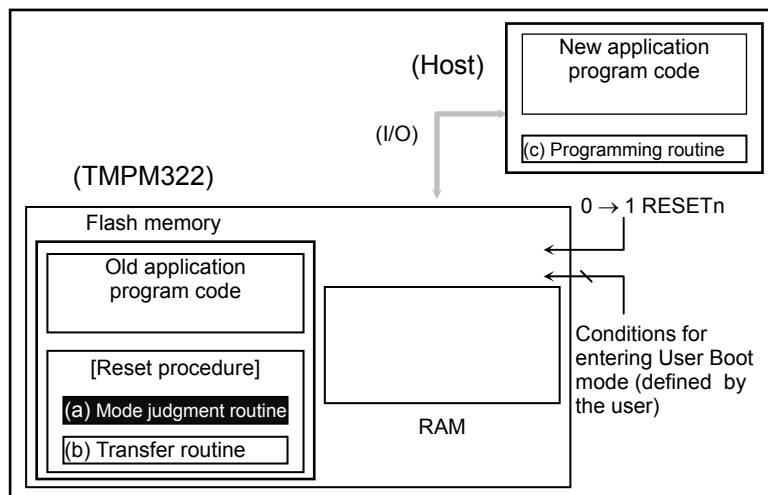 (Host)
New application
program code
(c) Programming routine
(I/O)
(TMPM322)
0 → 1 RESETn
Flash memory
Old application
program code
[Reset procedure]
(a) Mode judgment routine
(b) Transfer routine
RAM
Conditions for
entering User Boot
mode (defined by
the user)